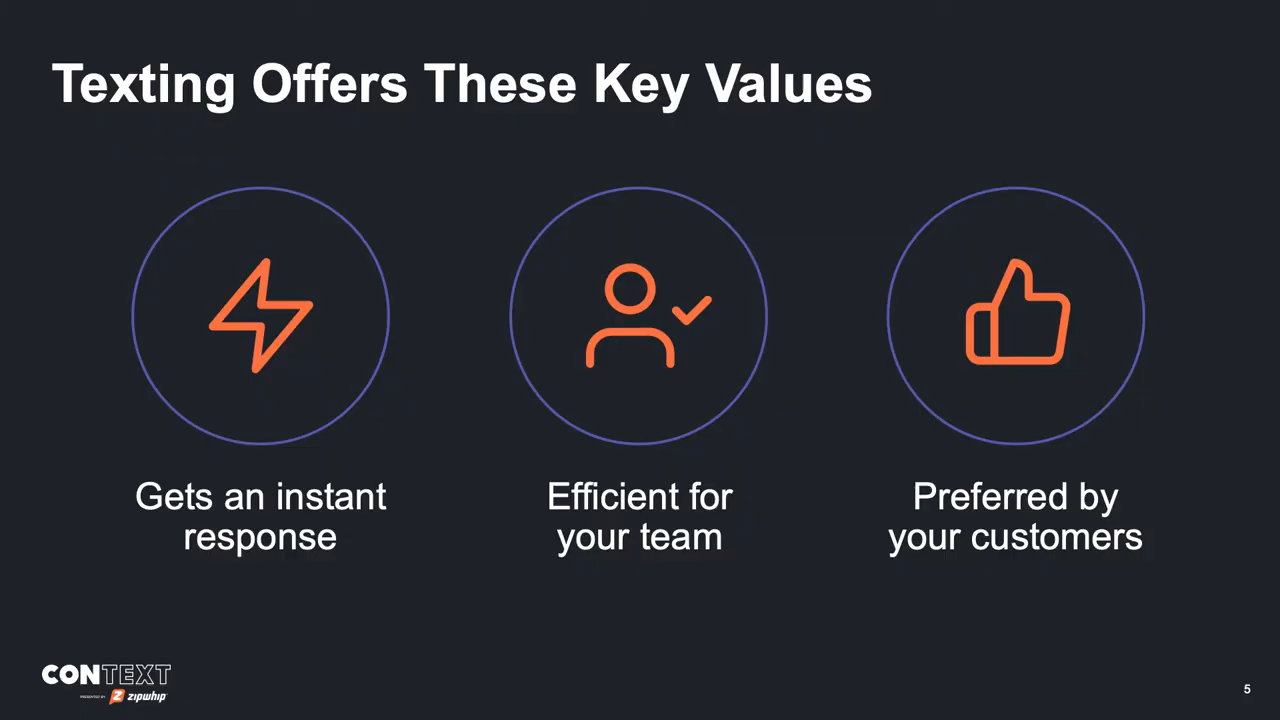 Texting Offers These Key Values
Gets an instant
response
Efficient for
your team
Preferred by
your customers
CONTEXT
PRESENTED BY zipwhip
5